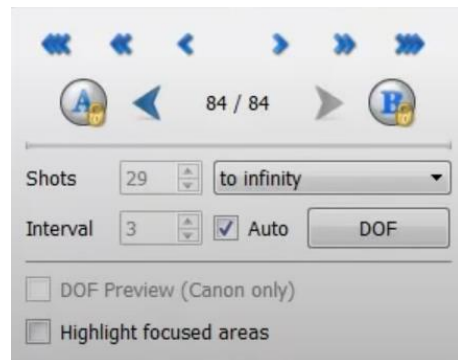 A 84 / 84 B
Shots 29 to infinity
Interval 3 Auto DOF
DOF Preview (Canon only)
Highlight focused areas